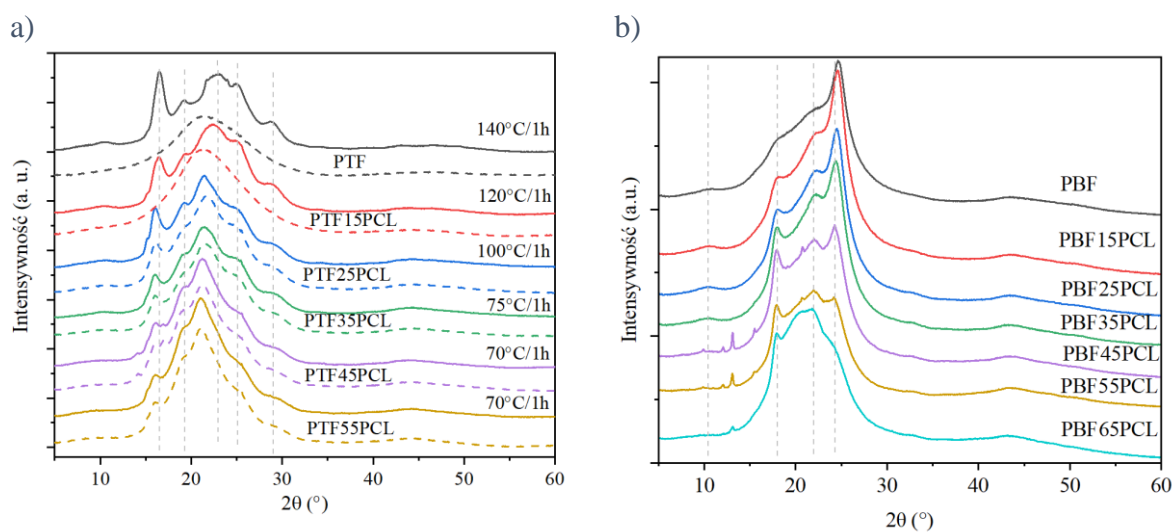 a)
Intensywność (a. u.)
140°C/1h
PTF
120°C/1h
PTF15PCL
100°C/1h
PTF25PCL
75°C/1h
PTF35PCL
70°C/1h
PTF45PCL
70°C/1h
PTF55PCL
10 20 30 40 50 60
2θ (°)
b)
Intensywność (a.u.)
PBF
PBF15PCL
PBF25PCL
PBF35PCL
PBF45PCL
PBF55PCL
PBF65PCL
10 20 30 40 50 60
2θ (°)